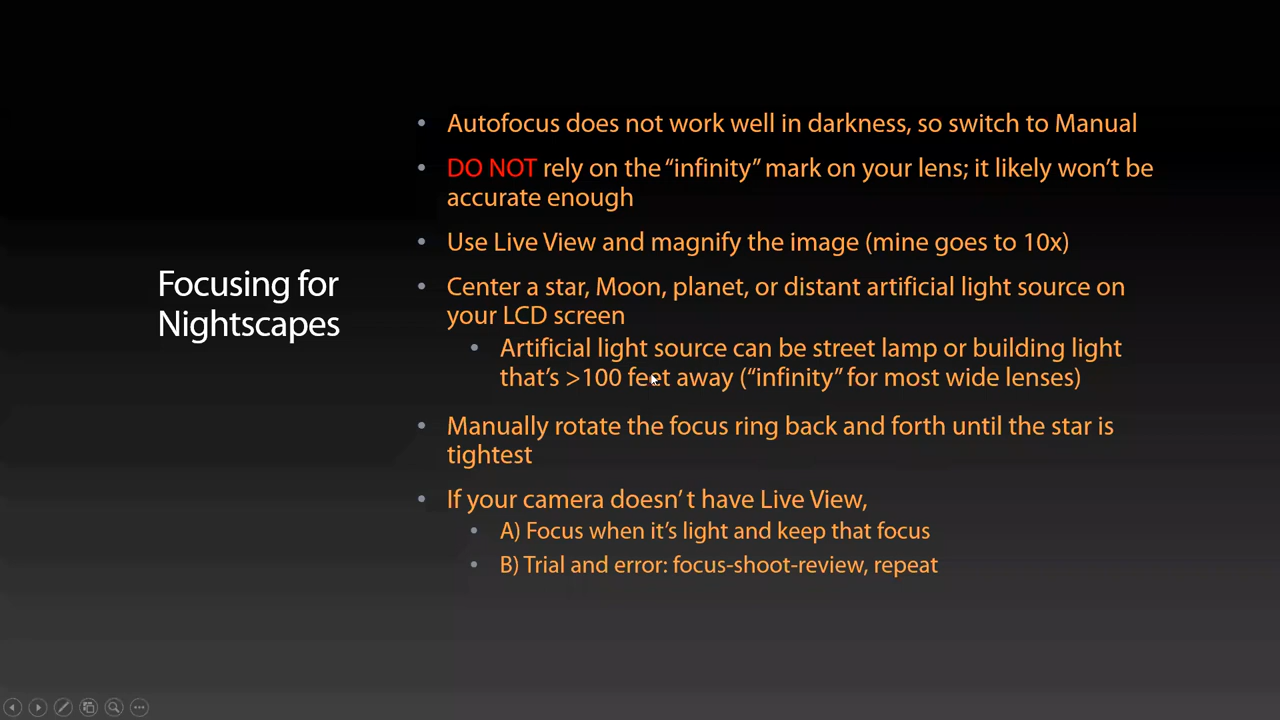 Focusing for
Nightscapes
• Autofocus does not work well in darkness, so switch to Manual
• DO NOT rely on the “infinity” mark on your lens; it likely won’t be
accurate enough
• Use Live View and magnify the image (mine goes to 10x)
• Center a star, Moon, planet, or distant artificial light source on
your LCD screen
• Artificial light source can be street lamp or building light
that’s >100 feet away (“infinity” for most wide lenses)
• Manually rotate the focus ring back and forth until the star is
tightest
• If your camera doesn’ t have Live View,
• A) Focus when it’s light and keep that focus
• B) Trial and error: focus-shoot-review, repeat